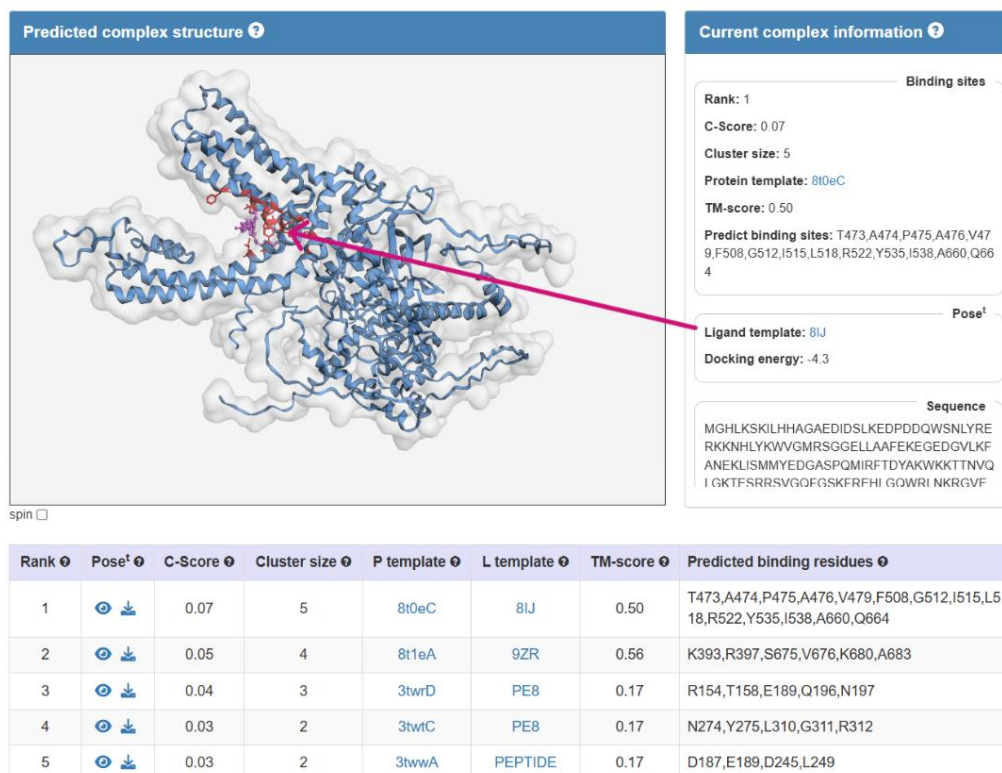 Predicted complex structure
Current complex information
Binding sites
Rank: 1
C-Score: 0.07
Cluster size: 5
Protein template: 8t0eC
TM-score: 0.50
Predict binding sites: T473,A474,P475,A476,V47
9,F508,G512,I515,L518,R522,Y535,I538,A660,Q66
4
Pose^t
Ligand template: 8IJ
Docking energy: -4.3
Sequence
MGHLKSKILHHAGAEDIDSLKEDPDDQWSNLYRE
RKKNHLYKWVGMRSGGELLAAFEKEGEDGVLKF
ANEKLISMMYEDGASPQMIRFTDYAKWKKTTNVQ
LGKTESRRSVGQFGSKFREHLGQWRLNKRGVE
spin
Rank Pose^t C-Score Cluster size P template L template TM-score Predicted binding residues
1 0.07 5 8t0eC 8IJ 0.50 T473,A474,P475,A476,V479,F508,G512,I515,L5
18,R522,Y535,I538,A660,Q664
2 0.05 4 8t1eA 9ZR 0.56 K393,R397,S675,V676,K680,A683
3 0.04 3 3twrD PE8 0.17 R154,T158,E189,Q196,N197
4 0.03 2 3twtC PE8 0.17 N274,Y275,L310,G311,R312
5 0.03 2 3twwA PEPTIDE 0.17 D187,E189,D245,L249